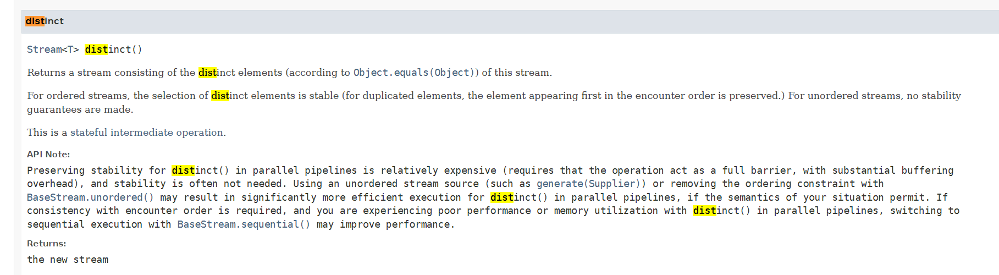 distinct
Stream<T> distinct()
Returns a stream consisting of the distinct elements (according to Object.equals(Object)) of this stream.
For ordered streams, the selection of distinct elements is stable (for duplicated elements, the element appearing first in the encounter order is preserved.) For unordered streams, no stability
guarantees are made.
This is a stateful intermediate operation.
API Note:
Preserving stability for distinct() in parallel pipelines is relatively expensive (requires that the operation act as a full barrier, with substantial buffering
overhead), and stability is often not needed. Using an unordered stream source (such as generate(Supplier)) or removing the ordering constraint with
BaseStream.unordered() may result in significantly more efficient execution for distinct() in parallel pipelines, if the semantics of your situation permit. If
consistency with encounter order is required, and you are experiencing poor performance or memory utilization with distinct() in parallel pipelines, switching to
sequential execution with BaseStream.sequential() may improve performance.
Returns:
the new stream